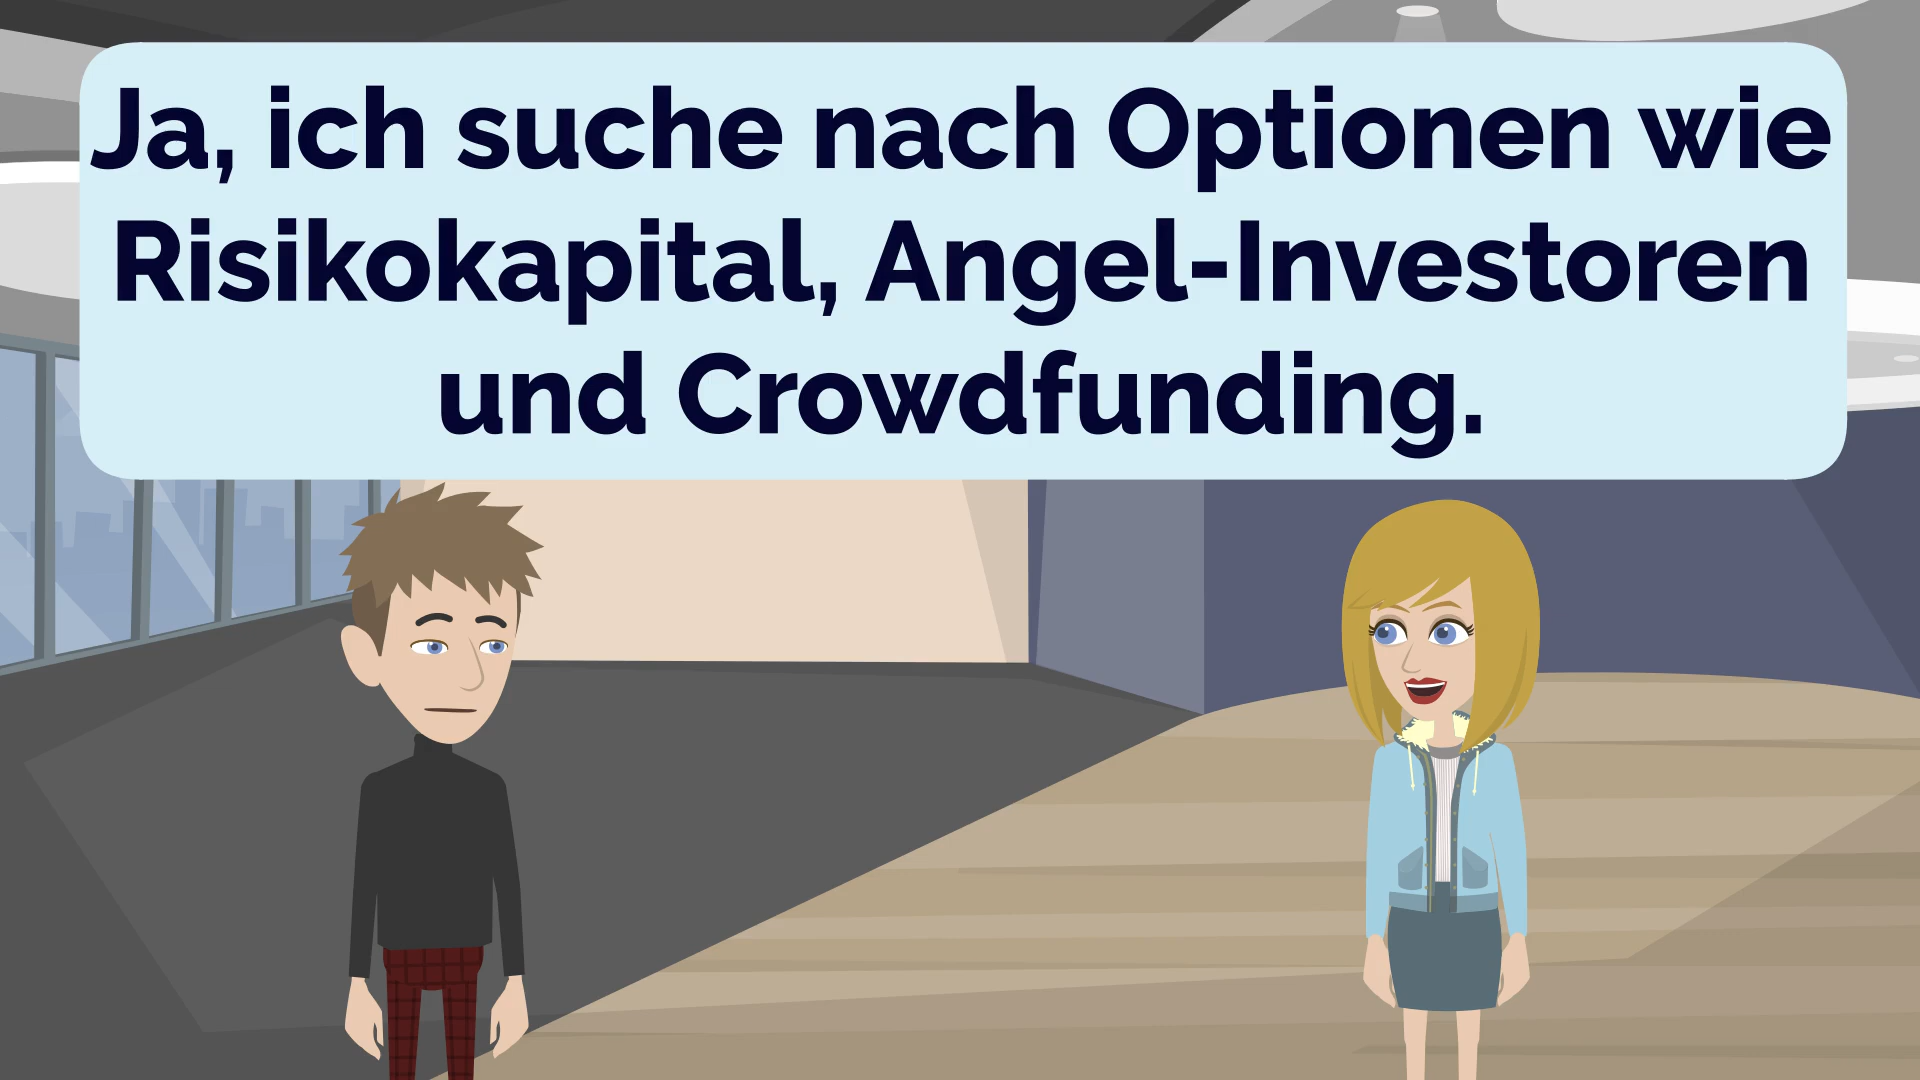 Ja, ich suche nach Optionen wie
Risikokapital, Angel-Investoren
und Crowdfunding.